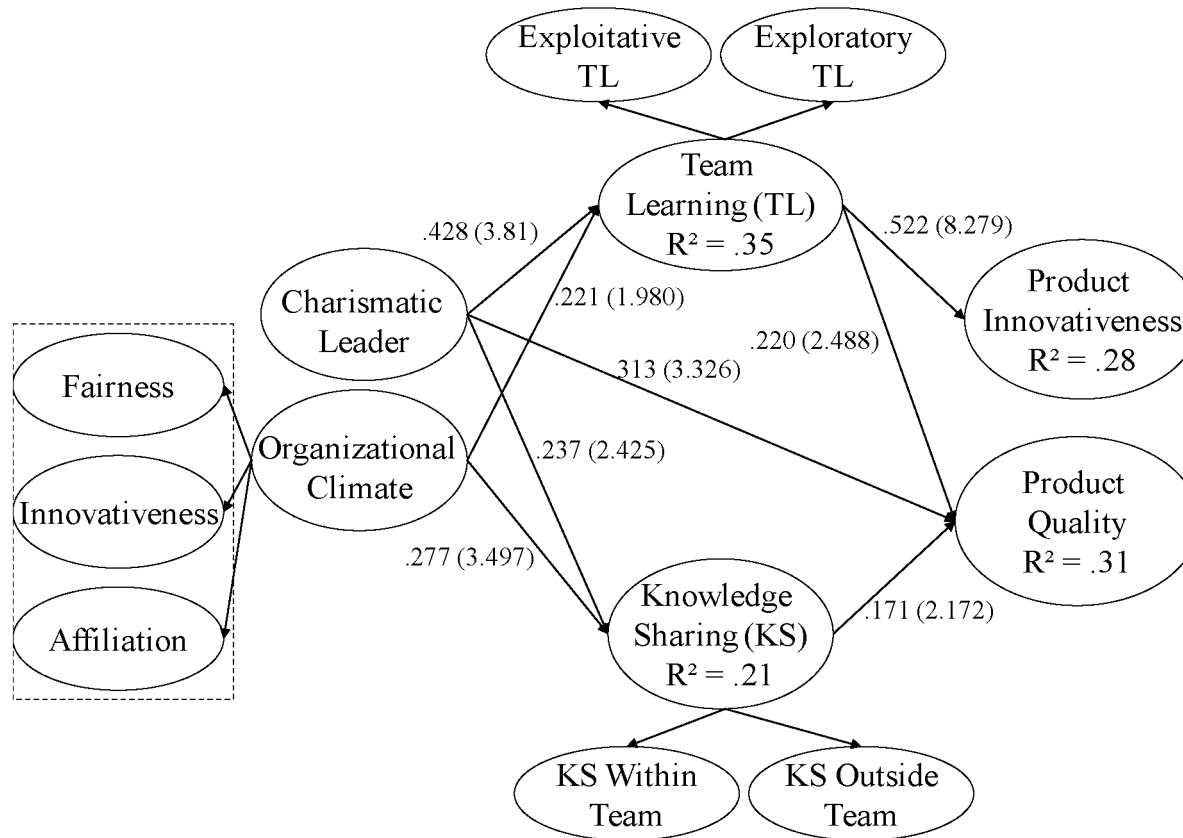 Exploitative
TL
Exploratory
TL
Team
Learning (TL)
R² = .35
.428 (3.81)
.522 (8.279)
Charismatic
Leader
.221 (1.980)
Product
Innovativeness
R² = .28
.220 (2.488)
.313 (3.326)
Fairness
Organizational
Climate
.237 (2.425)
Innovativeness
Product
Quality
R² = .31
.277 (3.497)
Knowledge
Sharing (KS)
R² = .21
.171 (2.172)
Affiliation
KS Within
Team
KS Outside
Team